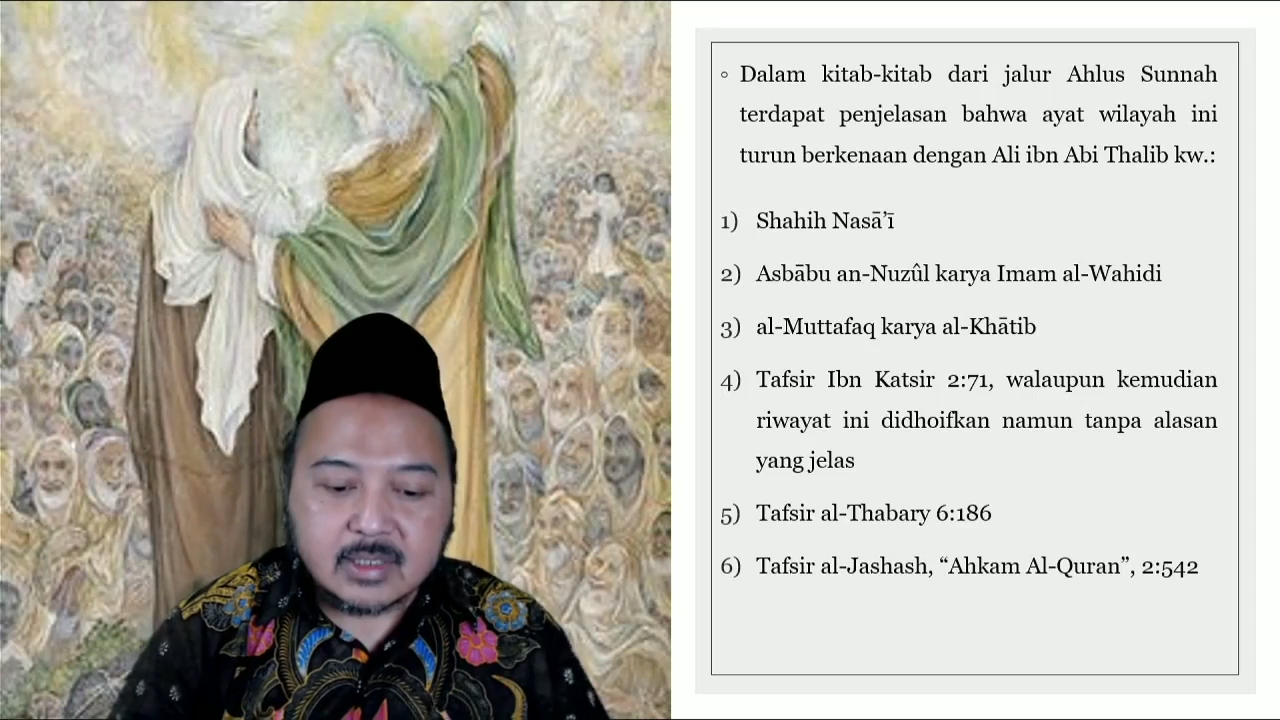 ◦ Dalam kitab-kitab dari jalur Ahlus Sunnah
terdapat penjelasan bahwa ayat wilayah ini
turun berkenaan dengan Ali ibn Abi Thalib kw.:
1) Shahih Nasā’ī
2) Asbābu an-Nuzûl karya Imam al-Wahidi
3) al-Muttafaq karya al-Khātib
4) Tafsir Ibn Katsir 2:71, walaupun kemudian
riwayat ini didhoifkan namun tanpa alasan
yang jelas
5) Tafsir al-Thabary 6:186
6) Tafsir al-Jashash, “Ahkam Al-Quran”, 2:542